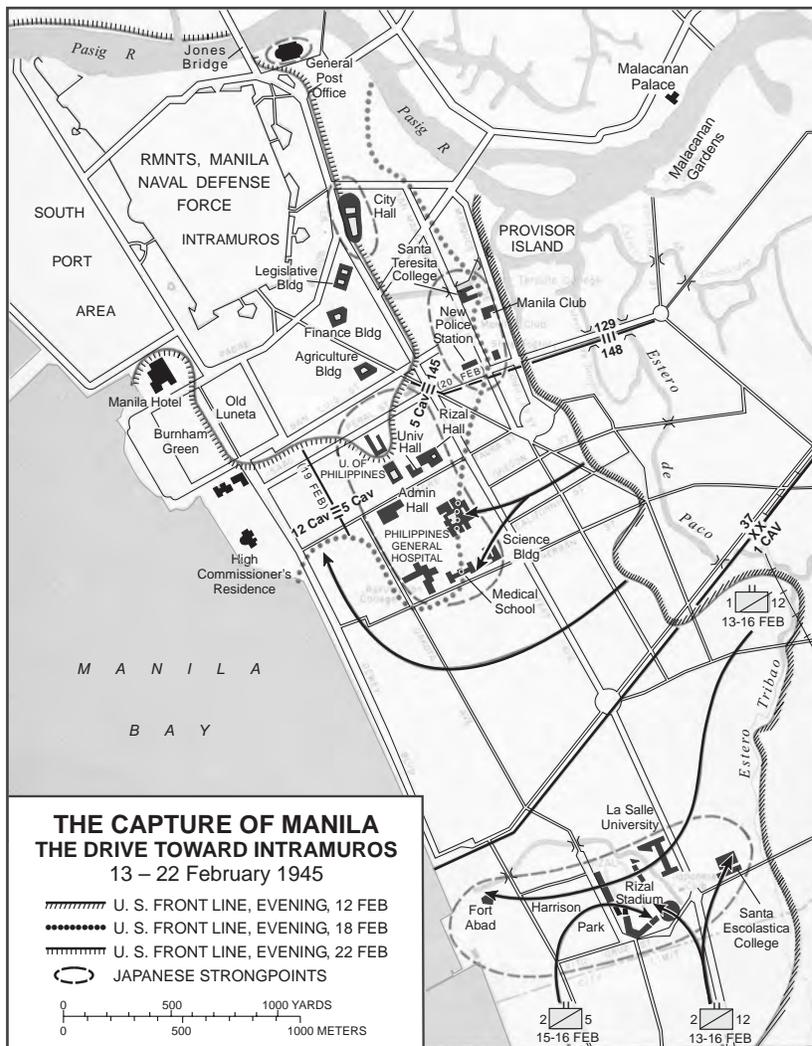 Pasig R
Jones
Bridge
General
Post
Office
Pasig R
Malacanan
Palace
Malacanan
Gardens
RMNTS, MANILA
NAVAL DEFENSE
FORCE
INTRAMUROS
SOUTH
PORT
AREA
City
Hall
PROVISOR
ISLAND
Santa
Teresita
College
Legislative
Bldg
Manila Club
New
Police
Station
Finance Bldg
Agriculture
Bldg
129
III
148
5 Cav III 145
(20 FEB)
Estero
de
Paco
Manila Hotel
Old
Luneta
Burnham
Green
Rizal
Hall
Univ
Hall
U. OF
PHILIPPINES
(19 FEB)
12 Cav II 5 Cav
Admin
Hall
PHILIPPINES
GENERAL
HOSPITAL
Science
Bldg
Medical
School
High
Commissioner's
Residence
37
XX
1 CAV
1 12
13-16 FEB
Estero Tribao
MANILA
BAY
La Salle
University
Rizal
Stadium
Fort
Abad
Harrison
Park
Santa
Escolastica
College
2 5
15-16 FEB
2 12
13-16 FEB
THE CAPTURE OF MANILA
THE DRIVE TOWARD INTRAMUROS
13 – 22 February 1945
U. S. FRONT LINE, EVENING, 12 FEB
U. S. FRONT LINE, EVENING, 18 FEB
U. S. FRONT LINE, EVENING, 22 FEB
JAPANESE STRONGPOINTS
0 500 1000 YARDS
0 500 1000 METERS